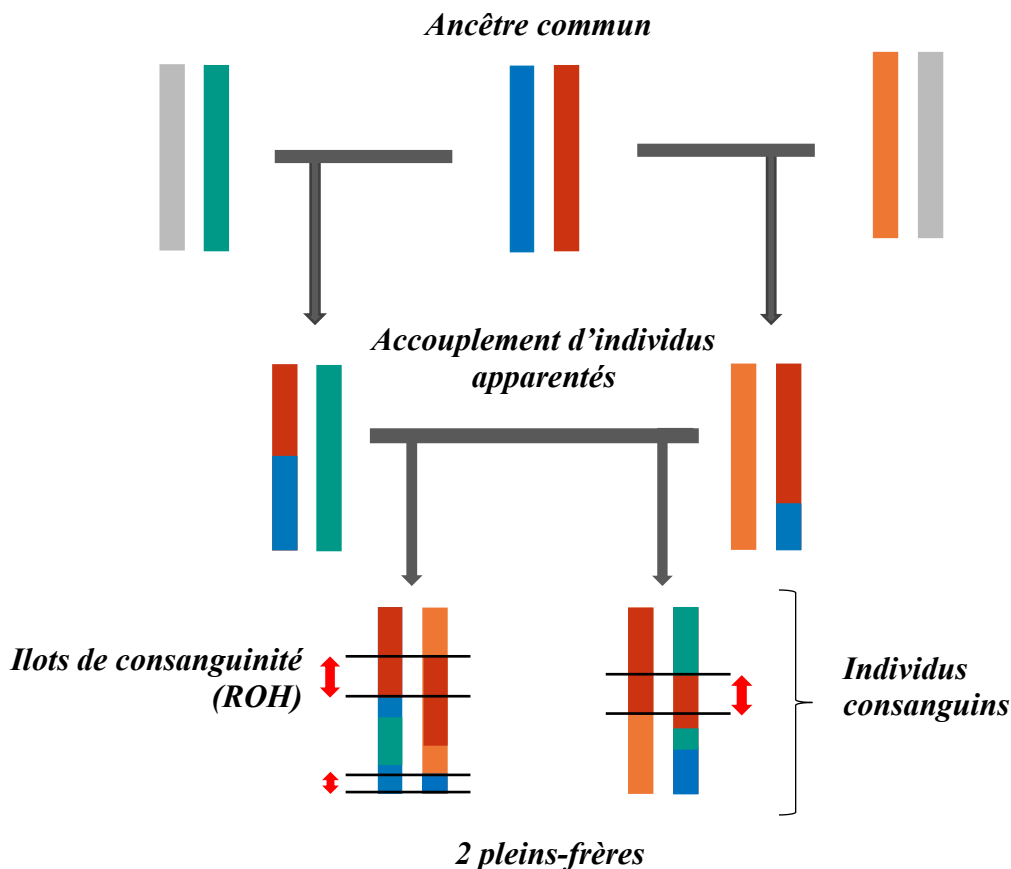 Ancêtre commun
Accouplement d’individus
apparentés
Ilots de consanguinité
(ROH)
Individus
consanguins
2 pleins-frères